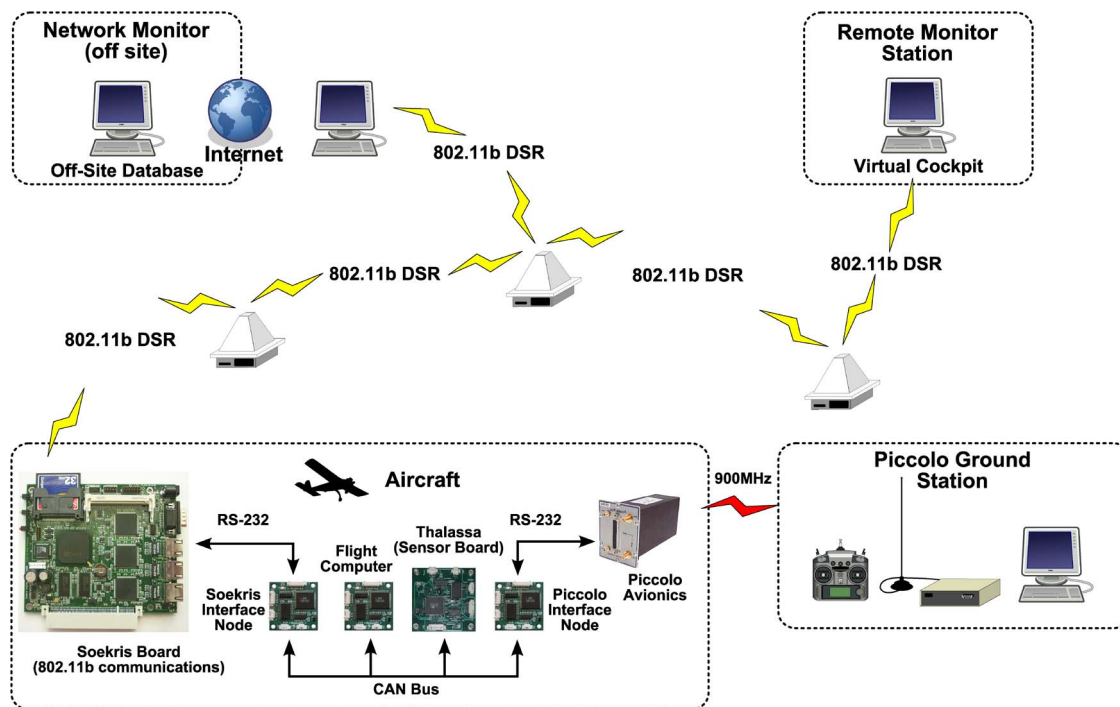 Network Monitor
(off site)
Internet
Off-Site Database
802.11b DSR
Remote Monitor
Station
Virtual Cockpit
802.11b DSR
802.11b DSR
802.11b DSR
802.11b DSR
Aircraft
900MHz
Piccolo Ground
Station
32
RS-232
Flight
Computer
Thalassa
(Sensor Board)
RS-232
Soekris
Interface
Node
Piccolo
Interface
Node
Piccolo
Avionics
Soekris Board
(802.11b communications)
CAN Bus